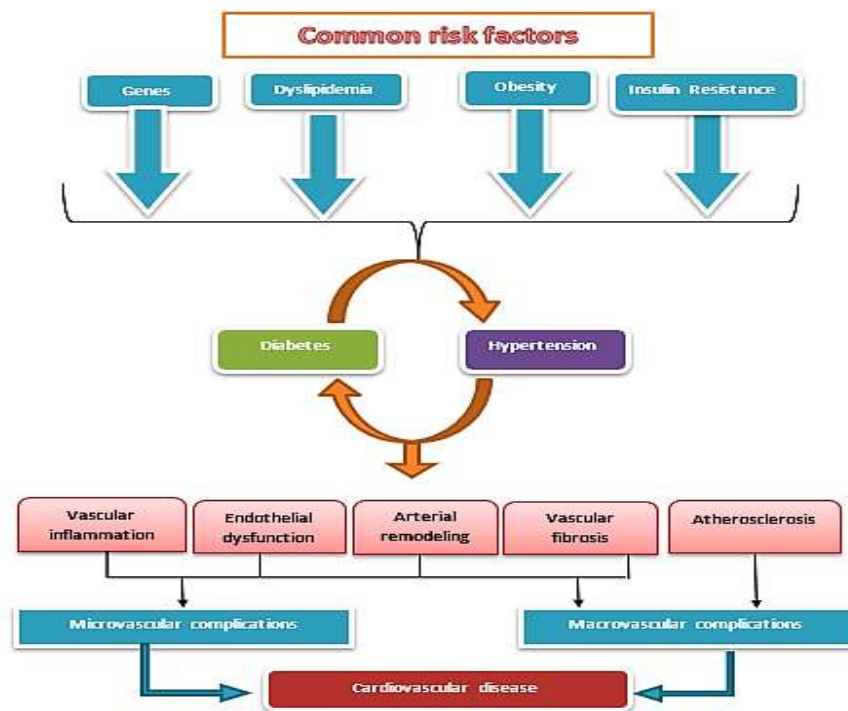 Common risk factors
Genes
Dyslipidemia
Obesity
Insulin Resistance
Diabetes
Hypertension
Vascular
inflammation
Endothelial
dysfunction
Arterial
remodeling
Vascular
fibrosis
Atherosclerosis
Microvascular complications
Macrovascular complications
Cardiovascular disease